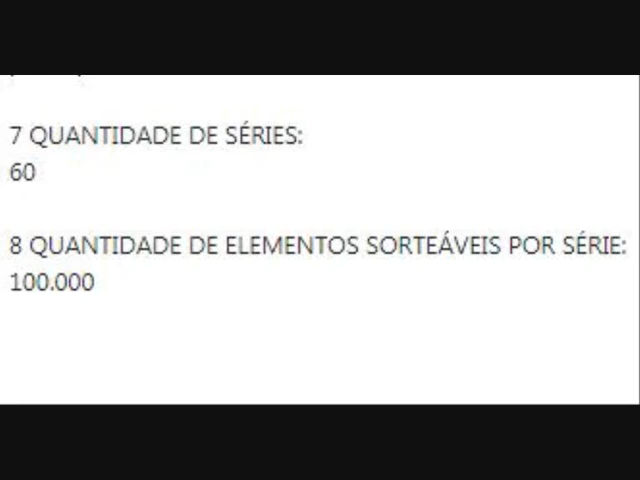 7 QUANTIDADE DE SÉRIES:
60
8 QUANTIDADE DE ELEMENTOS SORTEÁVEIS POR SÉRIE:
100.000